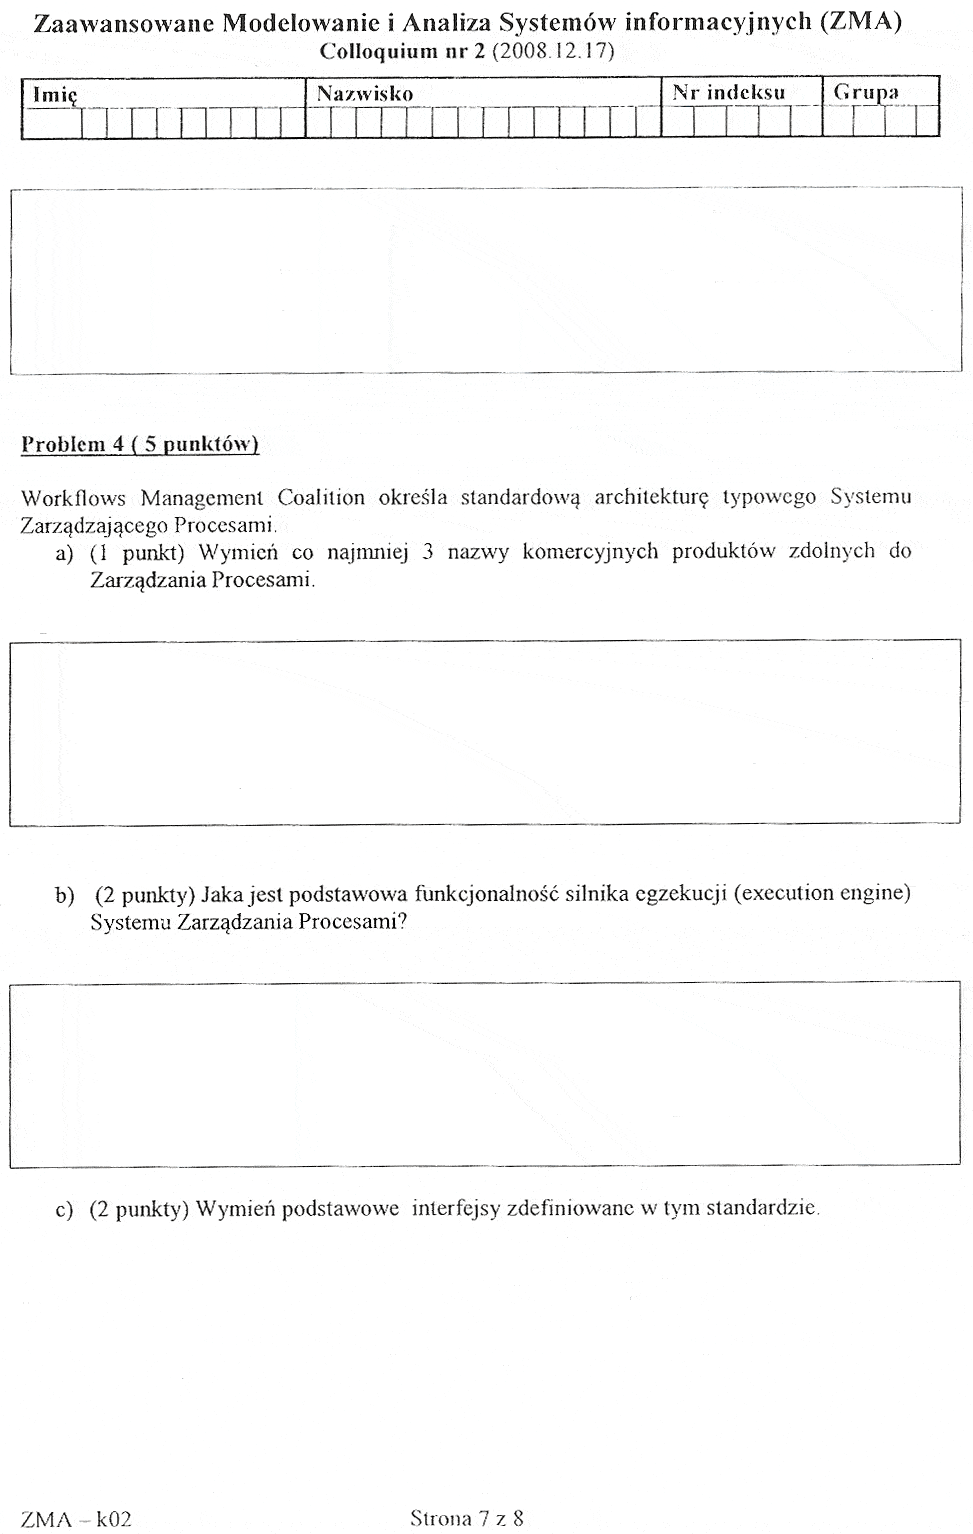 Zaawansowane Modelowanie i Analiza Systemów informacyjnych (ZMA)
Colloquium nr 2 (2008.12.17)
Imię Nazwisko Nr indeksu Grupa
Problem 4 ( 5 punktów)
Workflows Management Coalition określa standardową architekturę typowego Systemu
Zarządzającego Procesami.
a) (1 punkt) Wymień co najmniej 3 nazwy komercyjnych produktów zdolnych do
Zarządzania Procesami.
b) (2 punkty) Jaka jest podstawowa funkcjonalność silnika egzekucji (execution engine)
Systemu Zarządzania Procesami?
c) (2 punkty) Wymień podstawowe interfejsy zdefiniowane w tym standardzie.
ZMA – k02 Strona 7 z 8